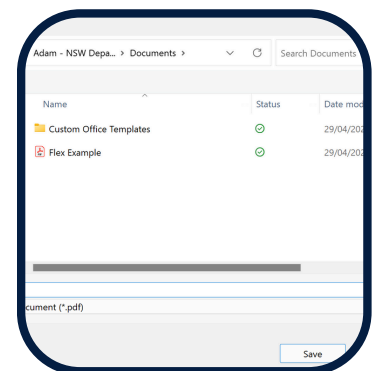 Adam - NSW Depa... > Documents > Search Documents
Name Status Date mod
Custom Office Templates 29/04/202
Flex Example 29/04/202
cument (*.pdf)
Save